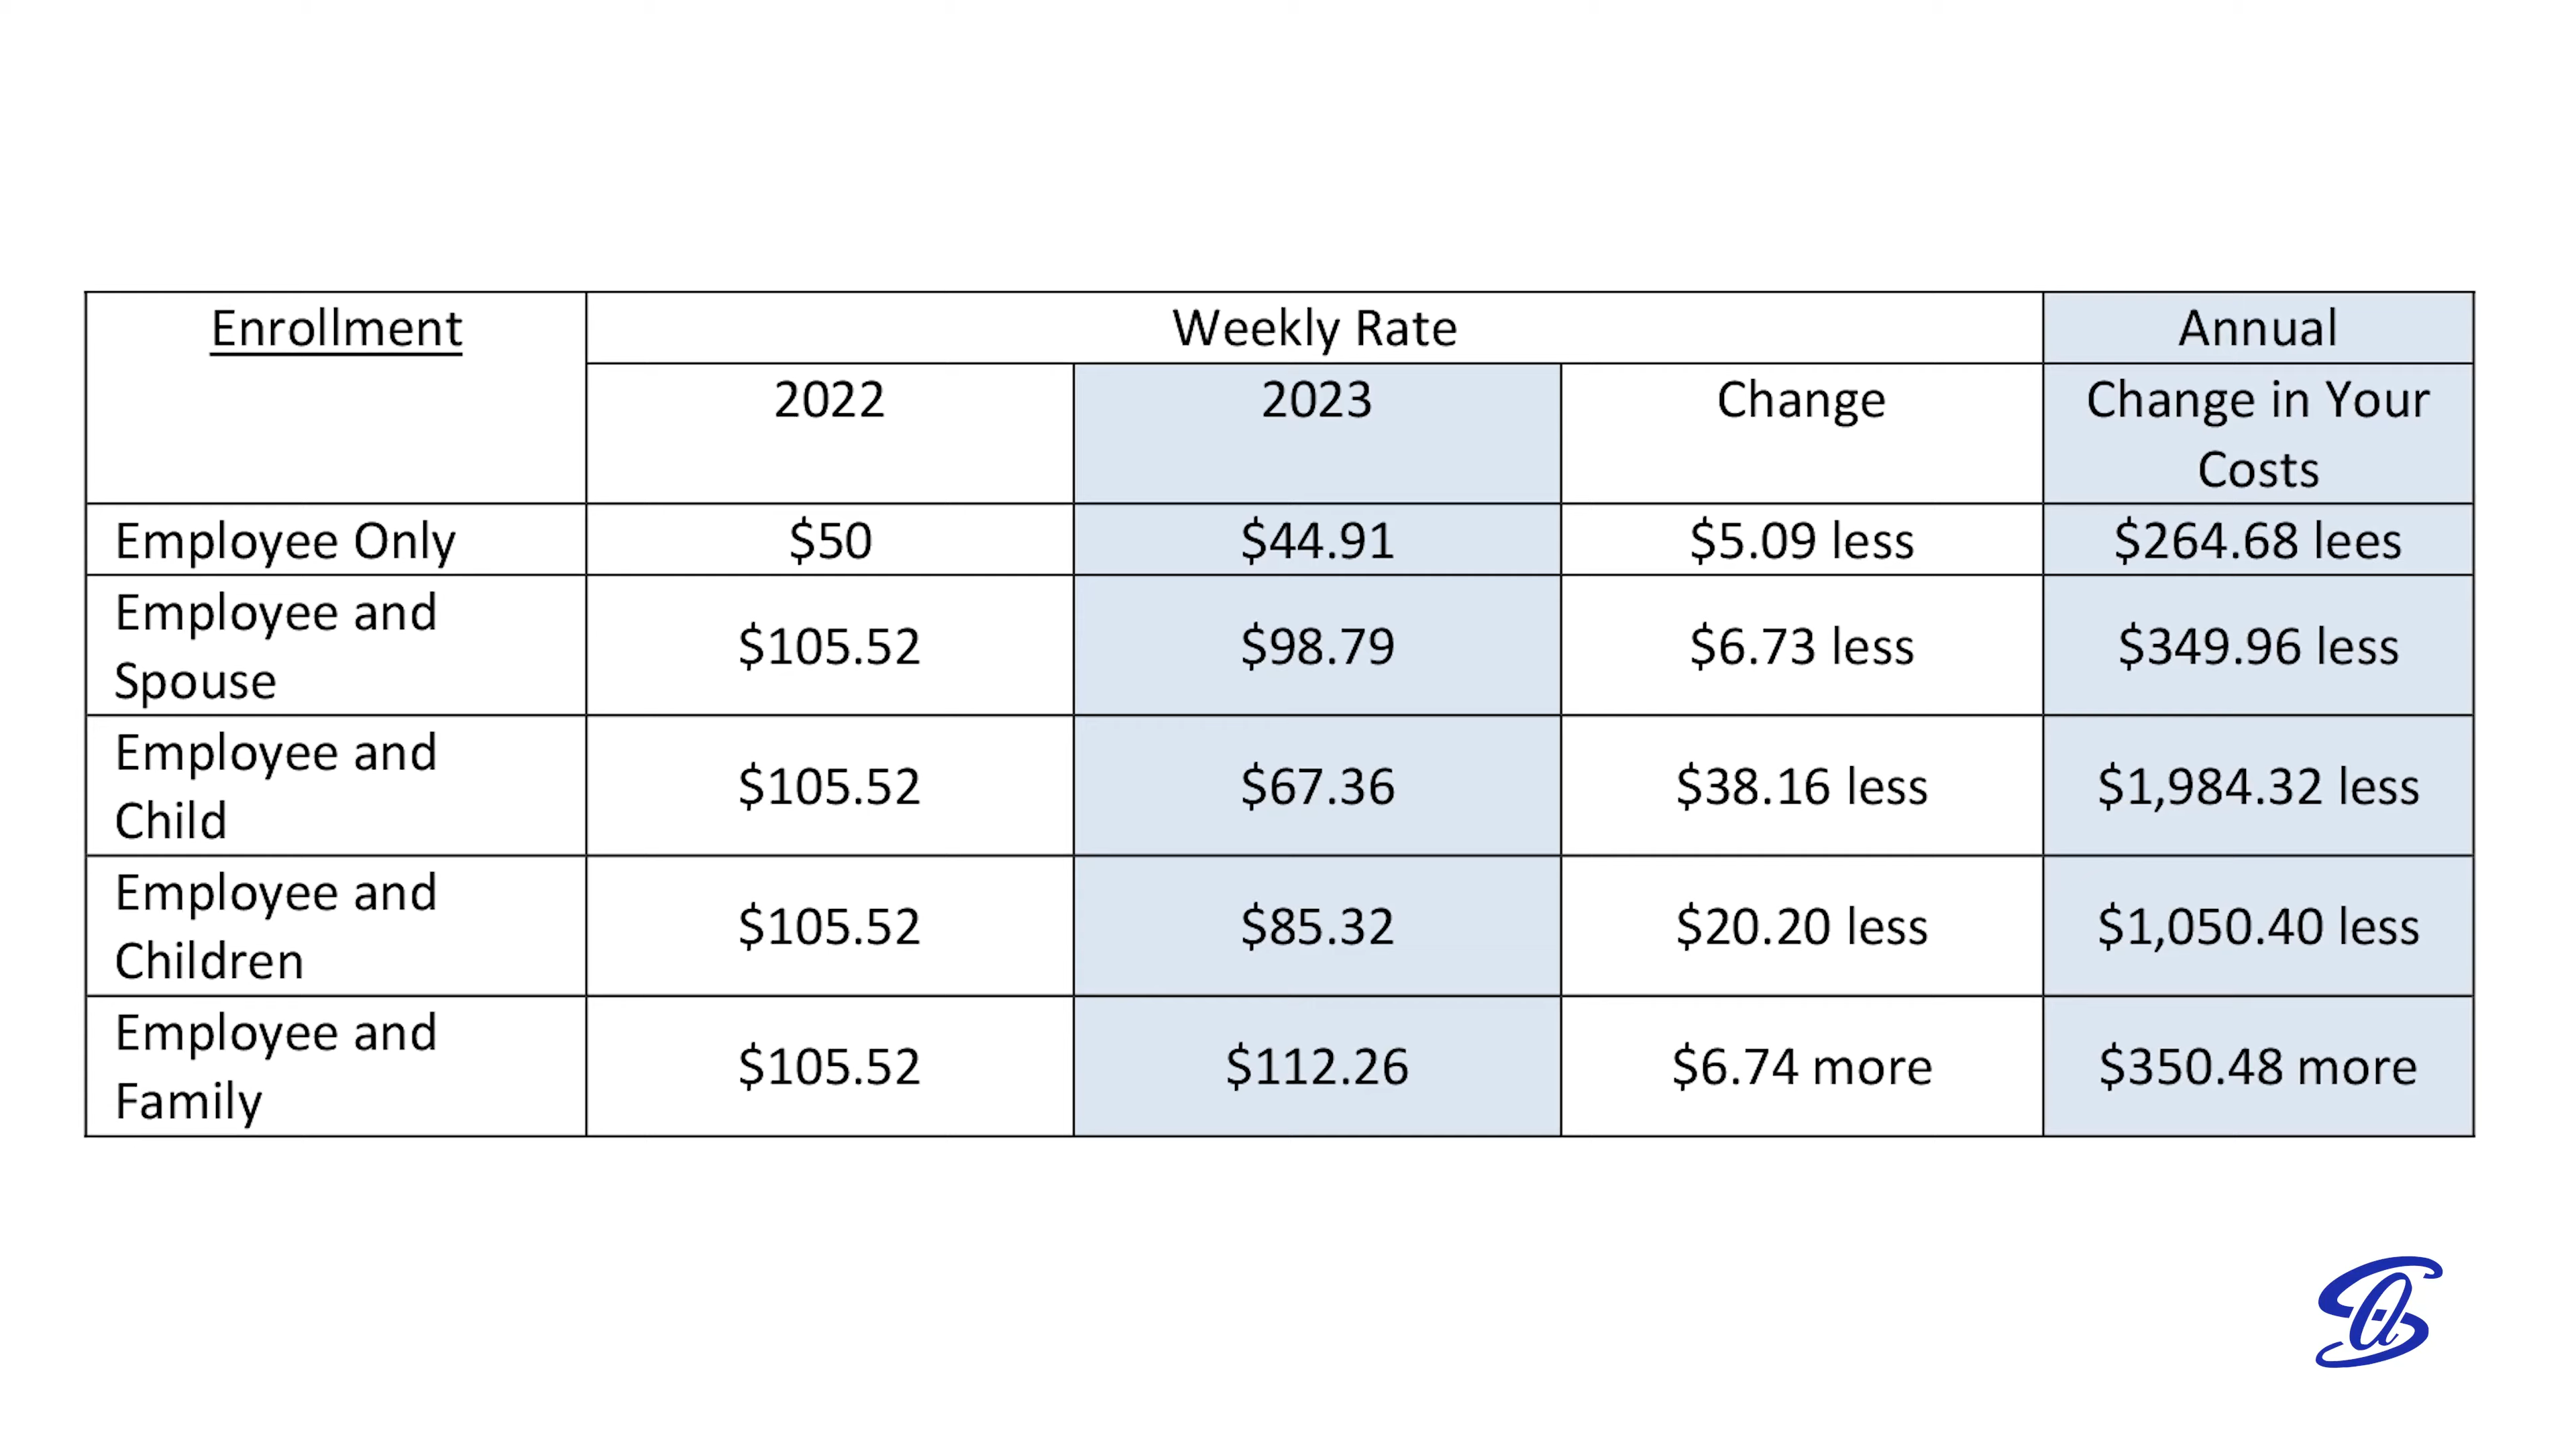 Enrollment Weekly Rate Annual
2022 2023 Change Change in Your
Costs
Employee Only $50 $44.91 $5.09 less $264.68 lees
Employee and
Spouse $105.52 $98.79 $6.73 less $349.96 less
Employee and
Child $105.52 $67.36 $38.16 less $1,984.32 less
Employee and
Children $105.52 $85.32 $20.20 less $1,050.40 less
Employee and
Family $105.52 $112.26 $6.74 more $350.48 more